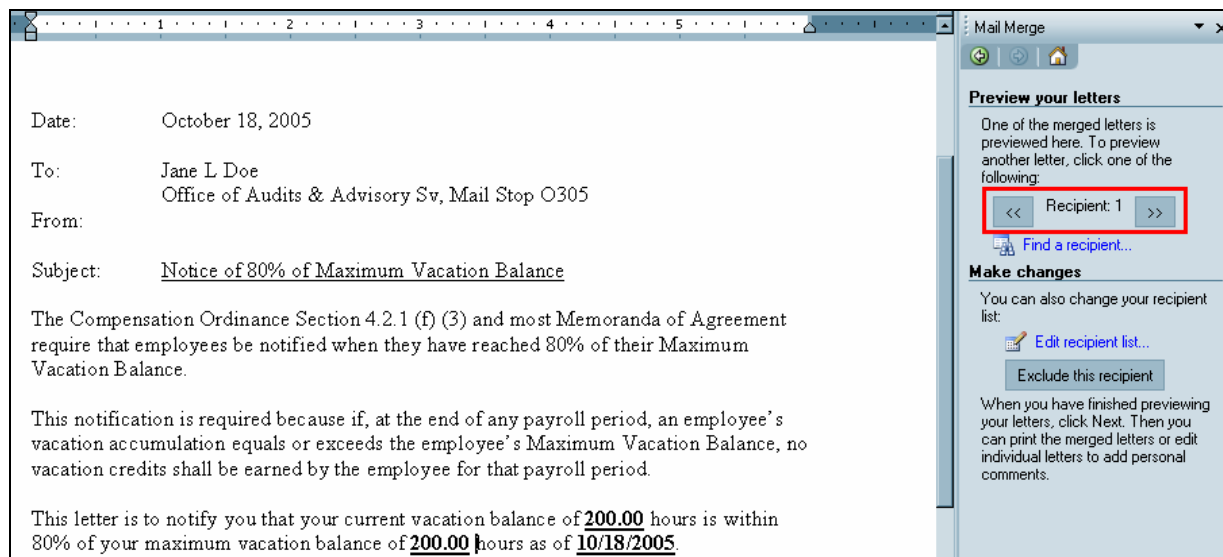 1 2 3 4 5
Date: October 18, 2005
To: Jane L Doe
Office of Audits & Advisory Sv, Mail Stop O305
From:
Subject: Notice of 80% of Maximum Vacation Balance
The Compensation Ordinance Section 4.2.1 (f) (3) and most Memoranda of Agreement
require that employees be notified when they have reached 80% of their Maximum
Vacation Balance.
This notification is required because if, at the end of any payroll period, an employee's
vacation accumulation equals or exceeds the employee's Maximum Vacation Balance, no
vacation credits shall be earned by the employee for that payroll period.
This letter is to notify you that your current vacation balance of 200.00 hours is within
80% of your maximum vacation balance of 200.00 hours as of 10/18/2005.
Mail Merge
Preview your letters
One of the merged letters is
previewed here. To preview
another letter, click one of the
following:
<< Recipient: 1 >>
Find a recipient...
Make changes
You can also change your recipient
list:
Edit recipient list...
Exclude this recipient
When you have finished previewing
your letters, click Next. Then you
can print the merged letters or edit
individual letters to add personal
comments.